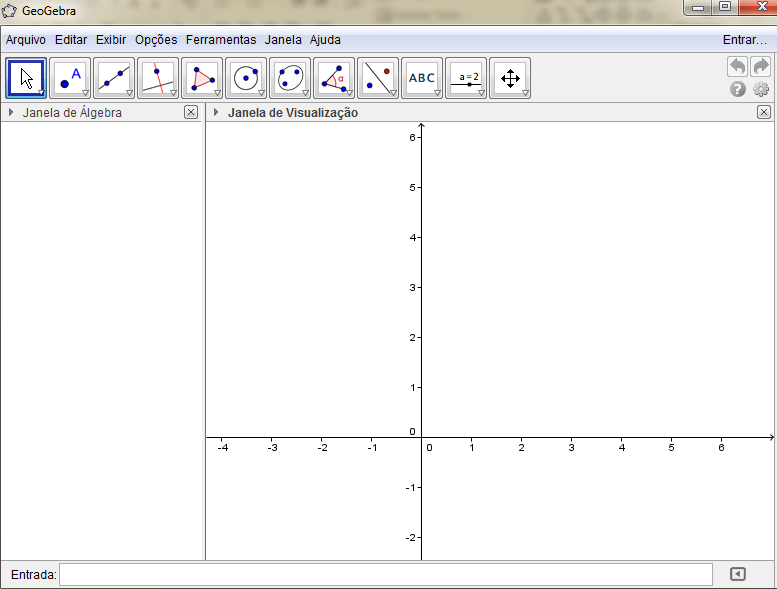 GeoGebra
Arquivo Editar Exibir Opções Ferramentas Janela Ajuda Entrar...
A α ABC a=2
Janela de Álgebra Janela de Visualização
6
5
4
3
2
1
0
-4 -3 -2 -1 0 1 2 3 4 5 6
-1
-2
Entrada: